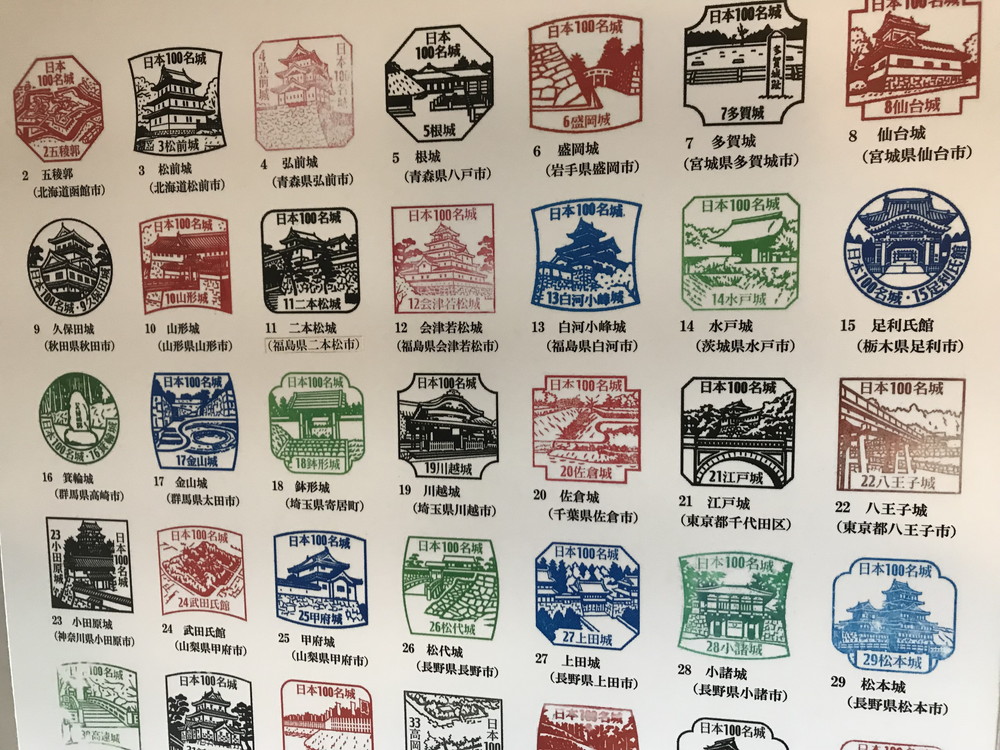 日本
100名城
2五稜郭
日本100名城
3松前城
4弘前城
日本100名城
日本
100名城
5根城
日本100名城
6盛岡城
日本100名城
多賀城跡
7多賀城
日本100名城
8仙台城
2 五稜郭
(北海道函館市)
3 松前城
(北海道松前市)
4 弘前城
(青森県弘前市)
5 根城
(青森県八戸市)
6 盛岡城
(岩手県盛岡市)
7 多賀城
(宮城県多賀城市)
8 仙台城
(宮城県仙台市)
日本100名城・9久保田城
日本100名城
10山形城
日本100名城
11二本松城
日本100名城
12会津若松城
日本100名城
13白河小峰城
日本100名城
14水戸城
日本100名城・15足利氏館
9 久保田城
(秋田県秋田市)
10 山形城
(山形県山形市)
11 二本松城
(福島県二本松市)
12 会津若松城
(福島県会津若松市)
13 白河小峰城
(福島県白河市)
14 水戸城
(茨城県水戸市)
15 足利氏館
(栃木県足利市)
日本100名城・16箕輪城
日本100名城
17金山城
日本100名城
18鉢形城
日本100名城
19川越城
日本100名城
20佐倉城
日本100名城
21江戸城
日本100名城
22八王子城
16 箕輪城
(群馬県高崎市)
17 金山城
(群馬県太田市)
18 鉢形城
(埼玉県寄居町)
19 川越城
(埼玉県川越市)
20 佐倉城
(千葉県佐倉市)
21 江戸城
(東京都千代田区)
22 八王子城
(東京都八王子市)
23小田原城
日本100名城
日本100名城
24武田氏館
日本100名城
25甲府城
日本100名城
26松代城
日本100名城
27上田城
日本100名城
28小諸城
日本100名城
29松本城
23 小田原城
(神奈川県小田原市)
24 武田氏館
(山梨県甲府市)
25 甲府城
(山梨県甲府市)
26 松代城
(長野県長野市)
27 上田城
(長野県上田市)
28 小諸城
(長野県小諸市)
29 松本城
(長野県松本市)
日本100名城
30高遠城
日本100名城
日本100名城
33高岡
日本100
日本100名城
日本
100名城